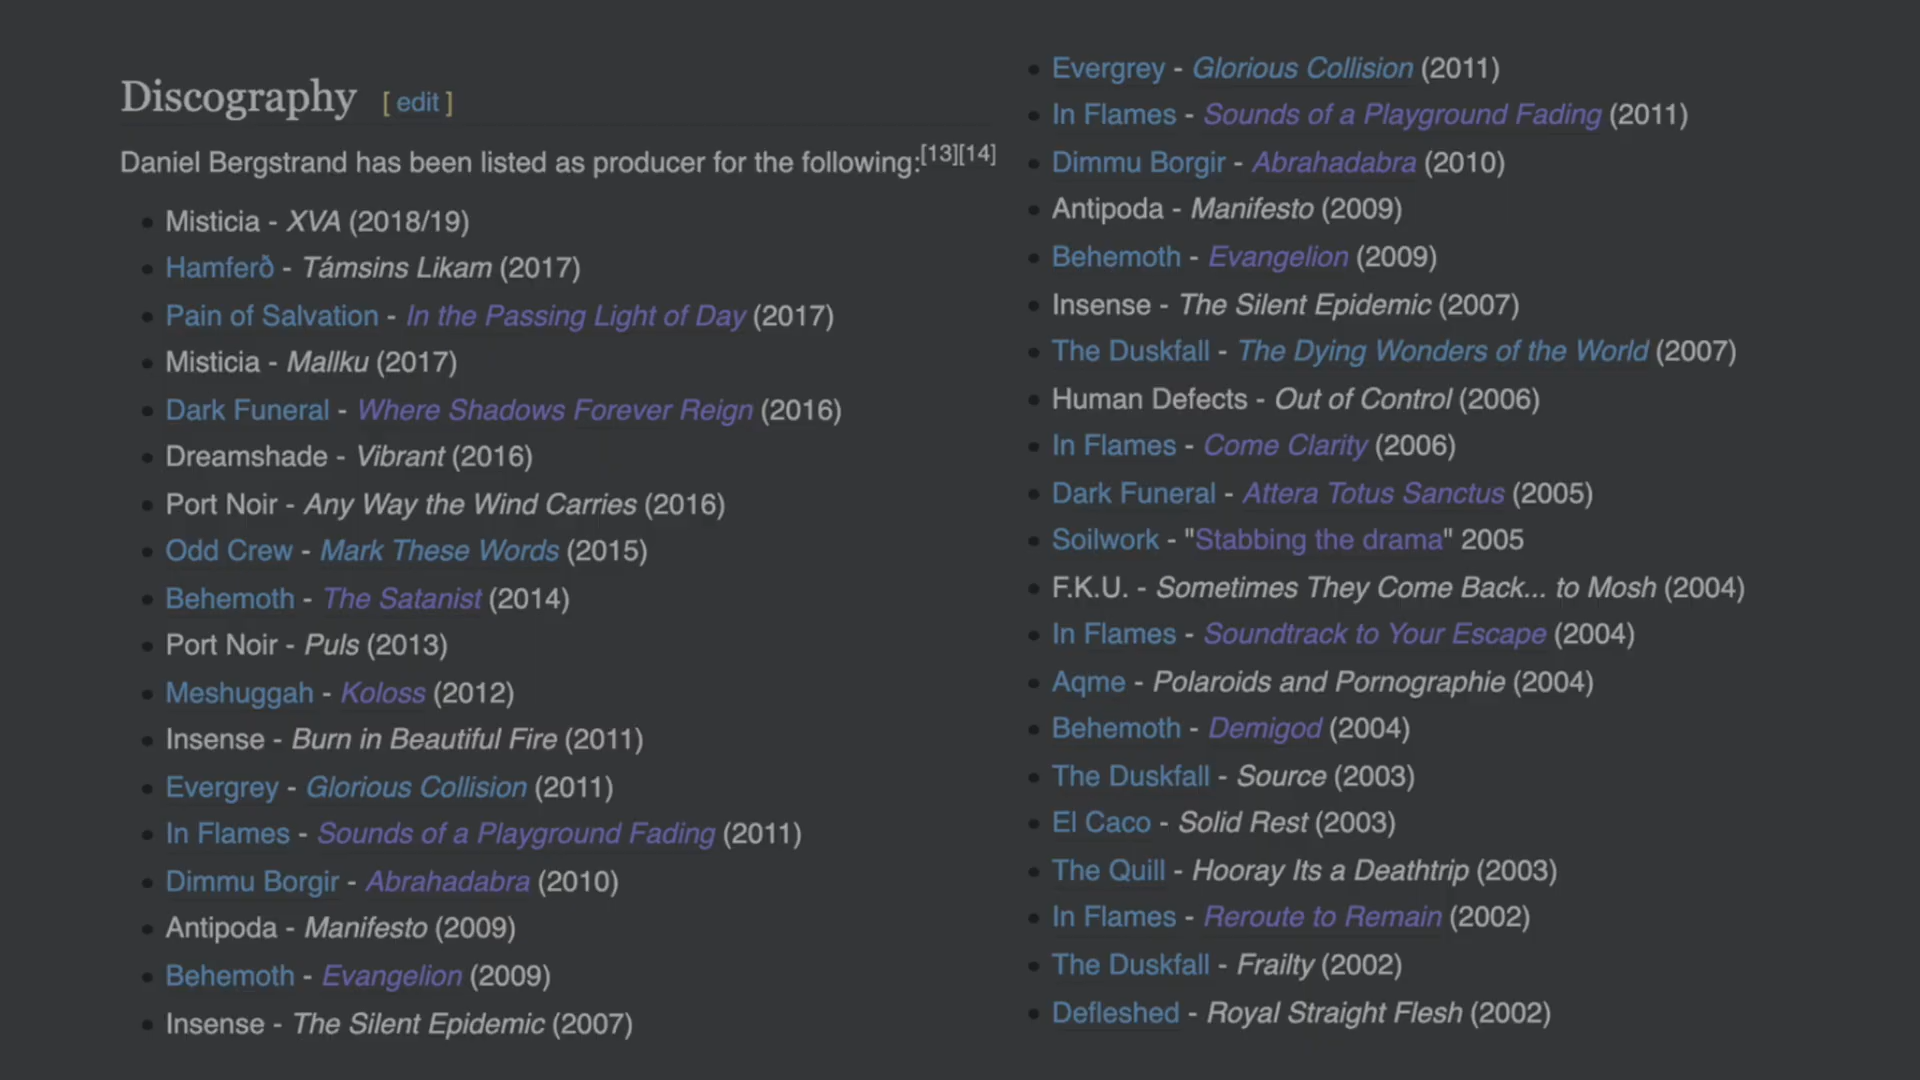 Discography [ edit ]
Daniel Bergstrand has been listed as producer for the following:[13][14]
Misticia - XVA (2018/19)
Hamferð - Támsins Likam (2017)
Pain of Salvation - In the Passing Light of Day (2017)
Misticia - Mallku (2017)
Dark Funeral - Where Shadows Forever Reign (2016)
Dreamshade - Vibrant (2016)
Port Noir - Any Way the Wind Carries (2016)
Odd Crew - Mark These Words (2015)
Behemoth - The Satanist (2014)
Port Noir - Puls (2013)
Meshuggah - Koloss (2012)
Insense - Burn in Beautiful Fire (2011)
Evergrey - Glorious Collision (2011)
In Flames - Sounds of a Playground Fading (2011)
Dimmu Borgir - Abrahadabra (2010)
Antipoda - Manifesto (2009)
Behemoth - Evangelion (2009)
Insense - The Silent Epidemic (2007)
Evergrey - Glorious Collision (2011)
In Flames - Sounds of a Playground Fading (2011)
Dimmu Borgir - Abrahadabra (2010)
Antipoda - Manifesto (2009)
Behemoth - Evangelion (2009)
Insense - The Silent Epidemic (2007)
The Duskfall - The Dying Wonders of the World (2007)
Human Defects - Out of Control (2006)
In Flames - Come Clarity (2006)
Dark Funeral - Attera Totus Sanctus (2005)
Soilwork - "Stabbing the drama" 2005
F.K.U. - Sometimes They Come Back... to Mosh (2004)
In Flames - Soundtrack to Your Escape (2004)
Aqme - Polaroids and Pornographie (2004)
Behemoth - Demigod (2004)
The Duskfall - Source (2003)
El Caco - Solid Rest (2003)
The Quill - Hooray Its a Deathtrip (2003)
In Flames - Reroute to Remain (2002)
The Duskfall - Frailty (2002)
Defleshed - Royal Straight Flesh (2002)